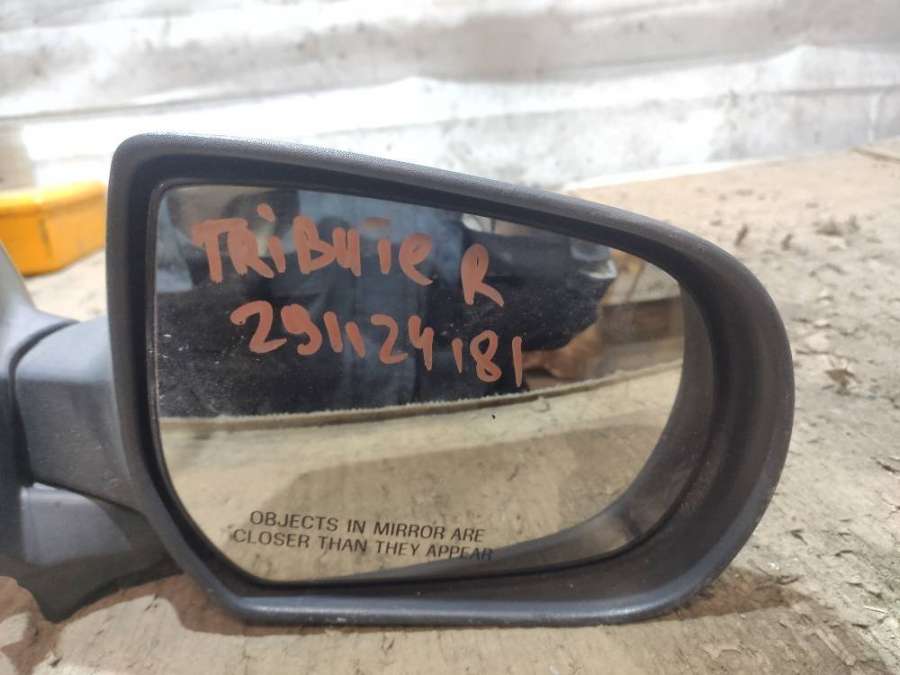 TRIBUTE R
291124181
OBJECTS IN MIRROR ARE
CLOSER THAN THEY APPEAR